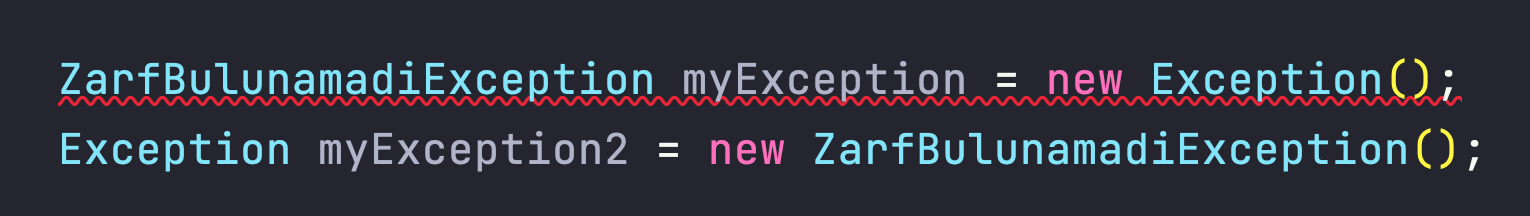 ZarfBulunamadiException myException = new Exception();
Exception myException2 = new ZarfBulunamadiException();